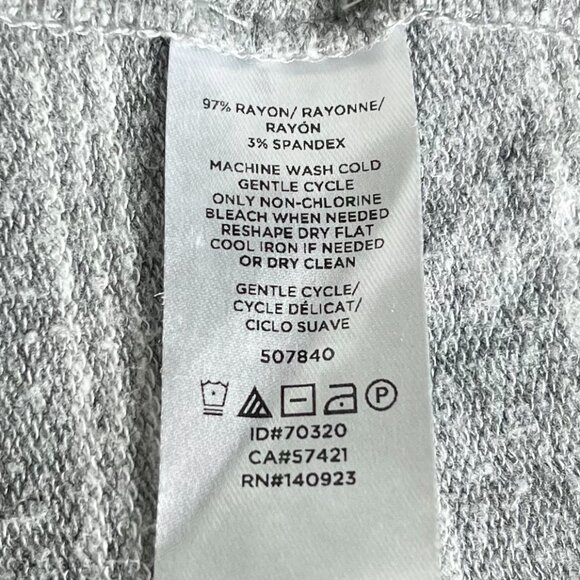 97% RAYON/ RAYONNE/
RAYÓN
3% SPANDEX
MACHINE WASH COLD
GENTLE CYCLE
ONLY NON-CHLORINE
BLEACH WHEN NEEDED
RESHAPE DRY FLAT
COOL IRON IF NEEDED
OR DRY CLEAN
GENTLE CYCLE/
CYCLE DÉLICAT/
CICLO SUAVE
507840
P
ID#70320
CA#57421
RN#140923